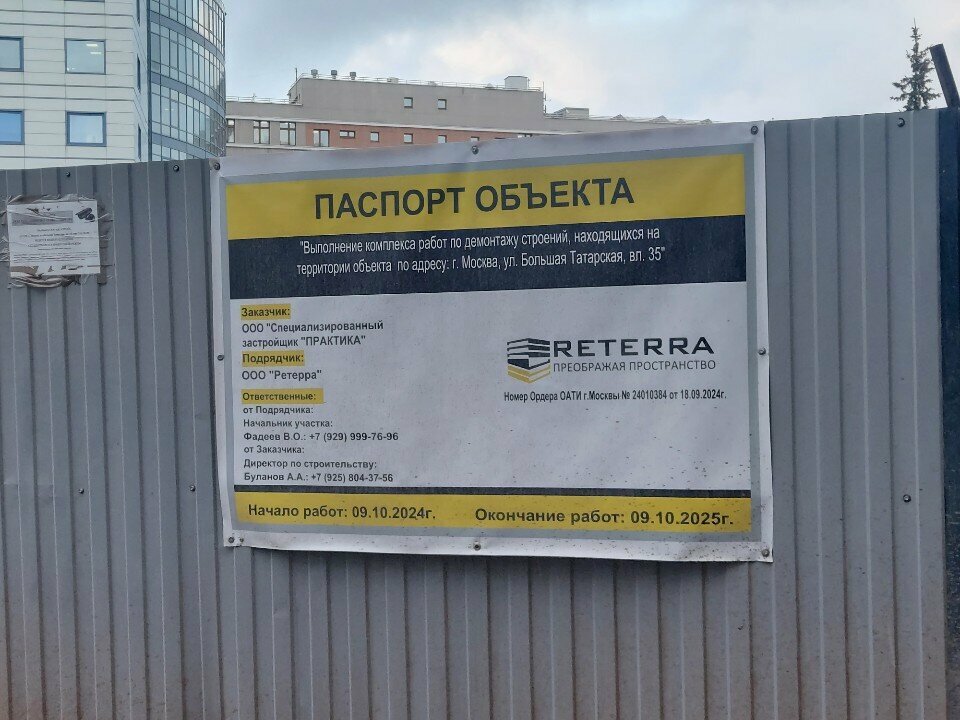 ПАСПОРТ ОБЪЕКТА
"Выполнение комплекса работ по демонтажу строений, находящихся на
территории объекта по адресу: г. Москва, ул. Большая Татарская, вл. 35"
Заказчик:
ООО "Специализированный
застройщик "ПРАКТИКА"
Подрядчик:
ООО "Ретерра"
Ответственные:
от Подрядчика:
Начальник участка:
Фадеев В.О.: +7 (929) 999-76-96
от Заказчика:
Директор по строительству:
Буланов А.А.: +7 (925) 804-37-56
RETERRA
ПРЕОБРАЖАЯ ПРОСТРАНСТВО
Номер Ордера ОАТИ г.Москвы № 24010384 от 18.09.2024г.
Начало работ: 09.10.2024г.
Окончание работ: 09.10.2025г.